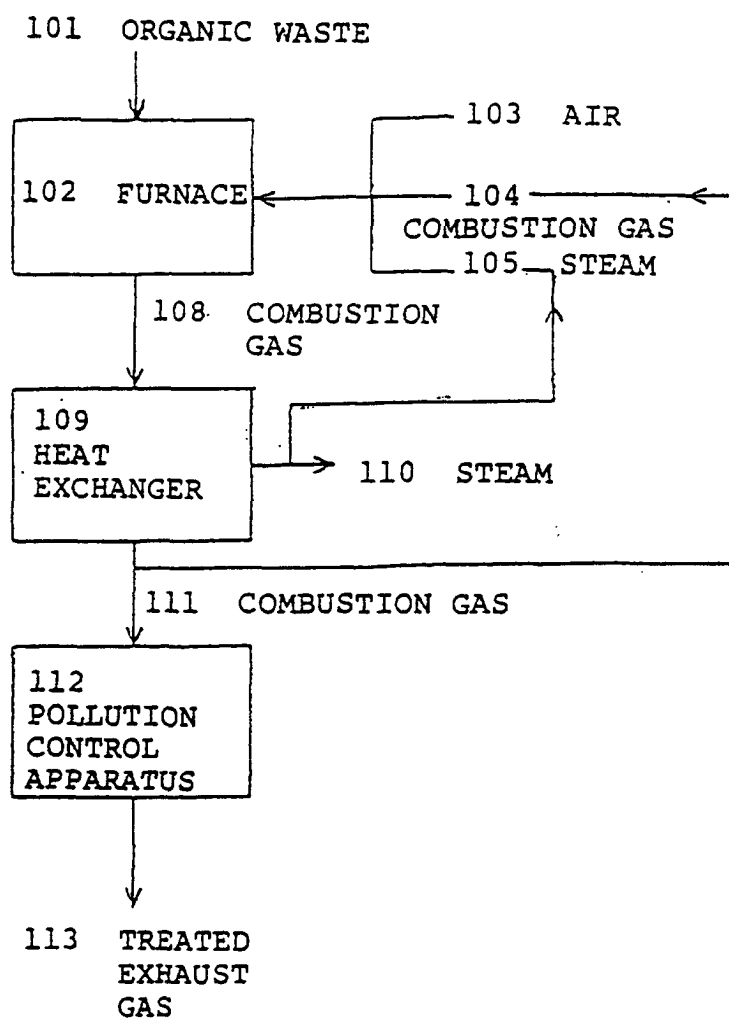 101 ORGANIC WASTE
103 AIR
102 FURNACE
104
COMBUSTION GAS
105 STEAM
108 COMBUSTION
GAS
109
HEAT
EXCHANGER
110 STEAM
111 COMBUSTION GAS
112
POLLUTION
CONTROL
APPARATUS
113 TREATED
EXHAUST
GAS